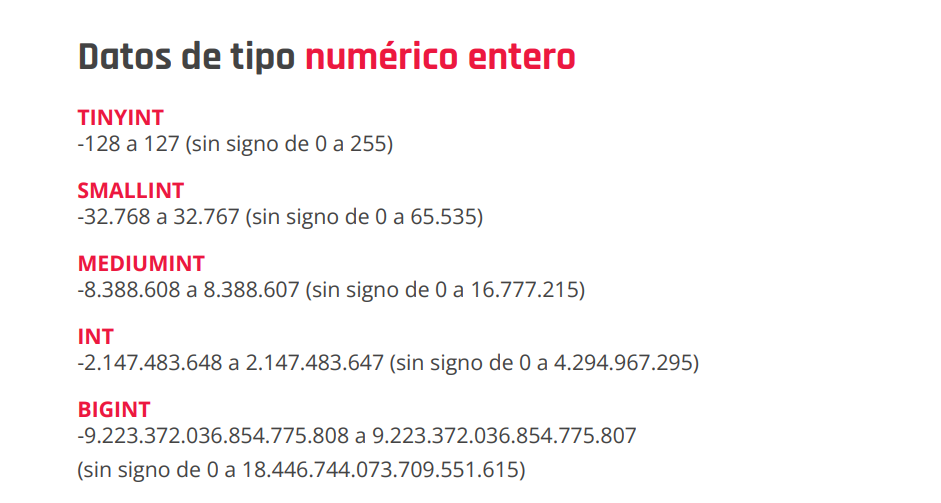 Datos de tipo numérico entero
TINYINT
-128 a 127 (sin signo de 0 a 255)
SMALLINT
-32.768 a 32.767 (sin signo de 0 a 65.535)
MEDIUMINT
-8.388.608 a 8.388.607 (sin signo de 0 a 16.777.215)
INT
-2.147.483.648 a 2.147.483.647 (sin signo de 0 a 4.294.967.295)
BIGINT
-9.223.372.036.854.775.808 a 9.223.372.036.854.775.807
(sin signo de 0 a 18.446.744.073.709.551.615)